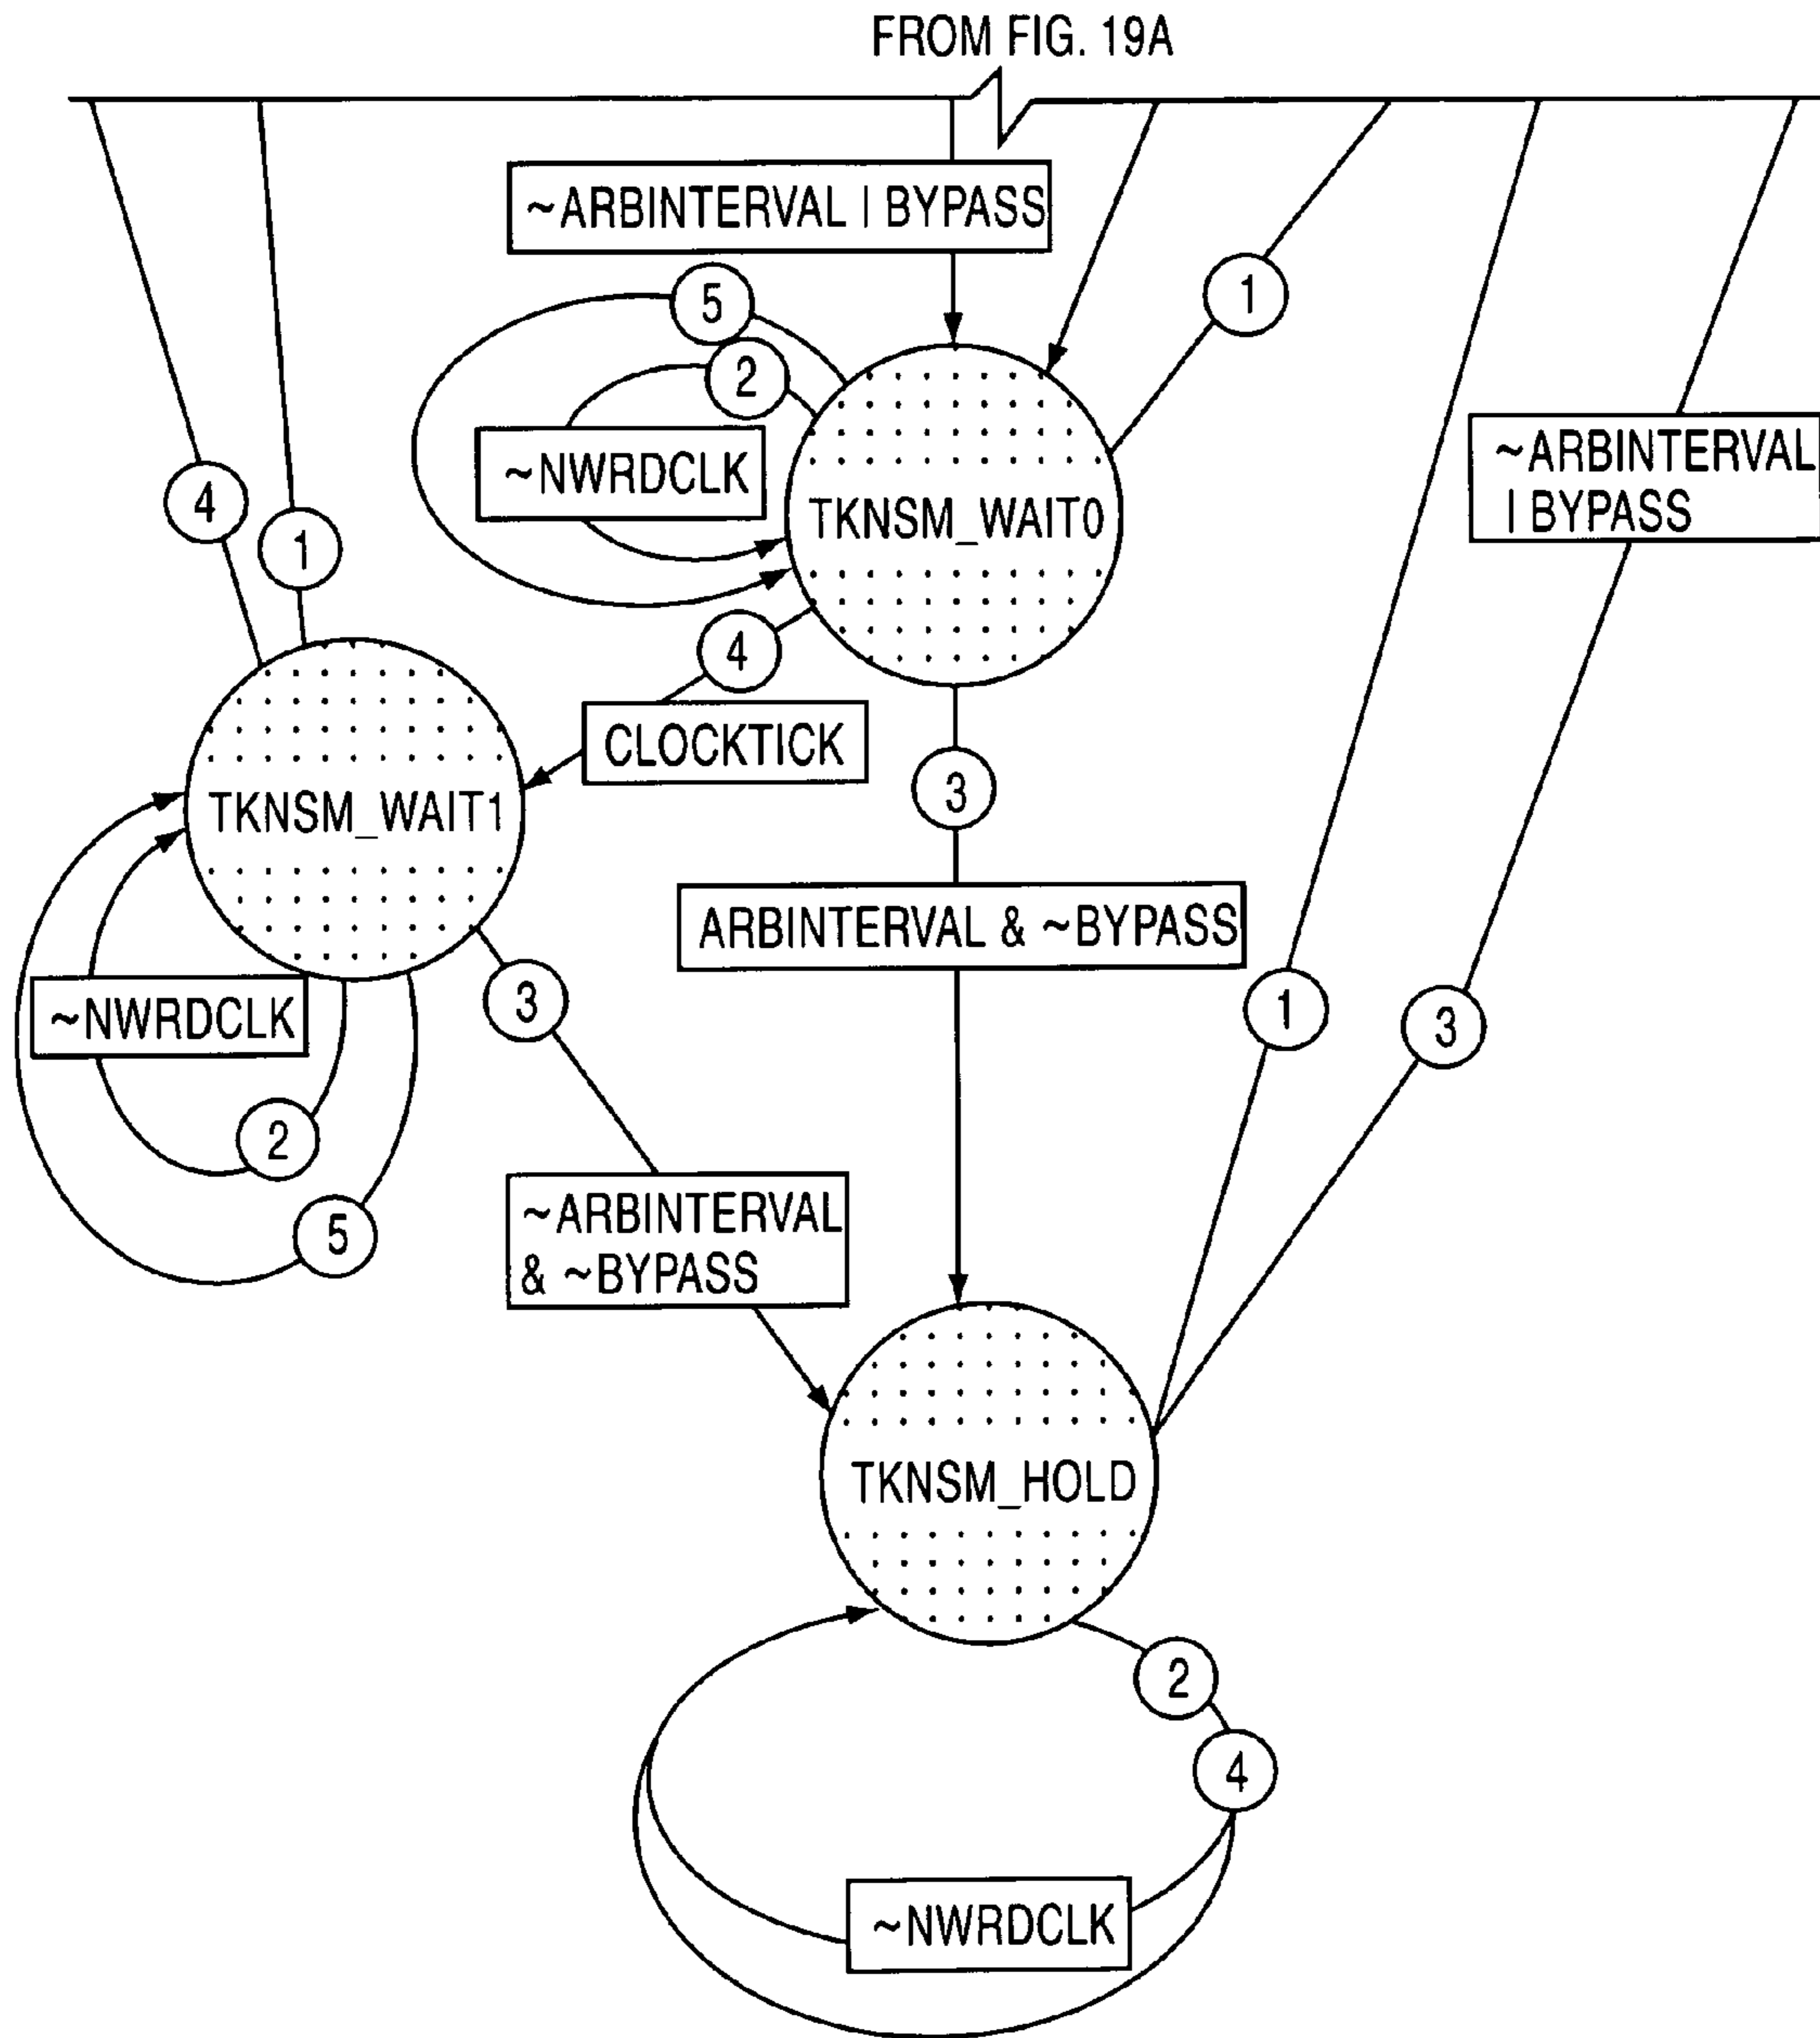 FROM FIG. 19A
~ARBINTERVAL | BYPASS
1
5
2
~NWRDCLK
TKNSM_WAIT0
~ARBINTERVAL
| BYPASS
4
1
4
CLOCKTICK
3
TKNSM_WAIT1
ARBINTERVAL & ~BYPASS
~NWRDCLK
3
1
3
2
5
~ARBINTERVAL
& ~BYPASS
TKNSM_HOLD
2
4
~NWRDCLK